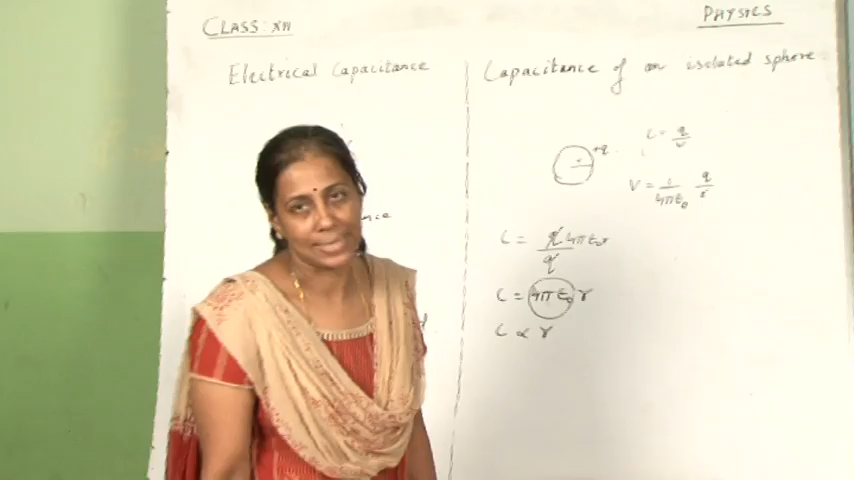 CLASS: XII
PHYSICS
Electrical Capacitance
Capacitance of an isolated sphere
+q
C = q/V
V = 1/4πε₀ q/r
C = q 4πε₀r / q
C = 4πε₀ r
C ∝ r